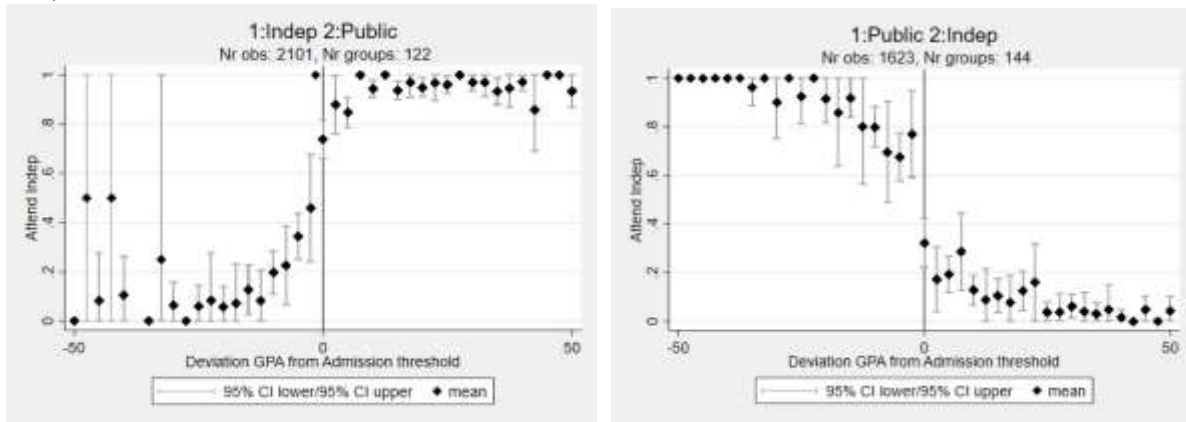 1:Indep 2:Public
Nr obs: 2101, Nr groups: 122
Attend Indep
0 .2 .4 .6 .8 1
-50 0 50
Deviation GPA from Admission threshold
95% CI lower/95% CI upper mean
1:Public 2:Indep
Nr obs: 1623, Nr groups: 144
Attend Indep
0 .2 .4 .6 .8 1
-50 0 50
Deviation GPA from Admission threshold
95% CI lower/95% CI upper mean